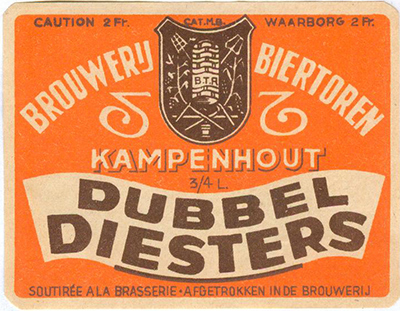 CAUTION 2 Fr. CAT.M.B. WAARBORG 2 Fr.
BROUWERIJ BIERTOREN
B.T.R
KAMPENHOUT
3/4 L.
DUBBEL
DIESTERS
SOUTIRÉE A LA BRASSERIE • AFGETROKKEN IN DE BROUWERIJ